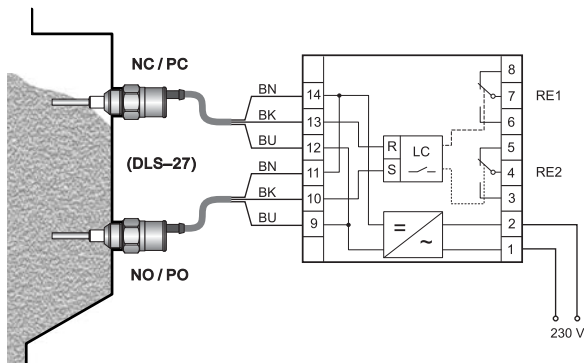 NC / PC
(DLS–27)
NO / PO
BN
BK
BU
BN
BK
BU
14
13
12
11
10
9
R
S
LC
=
~
8
7
6
5
4
3
2
1
RE1
RE2
230 V